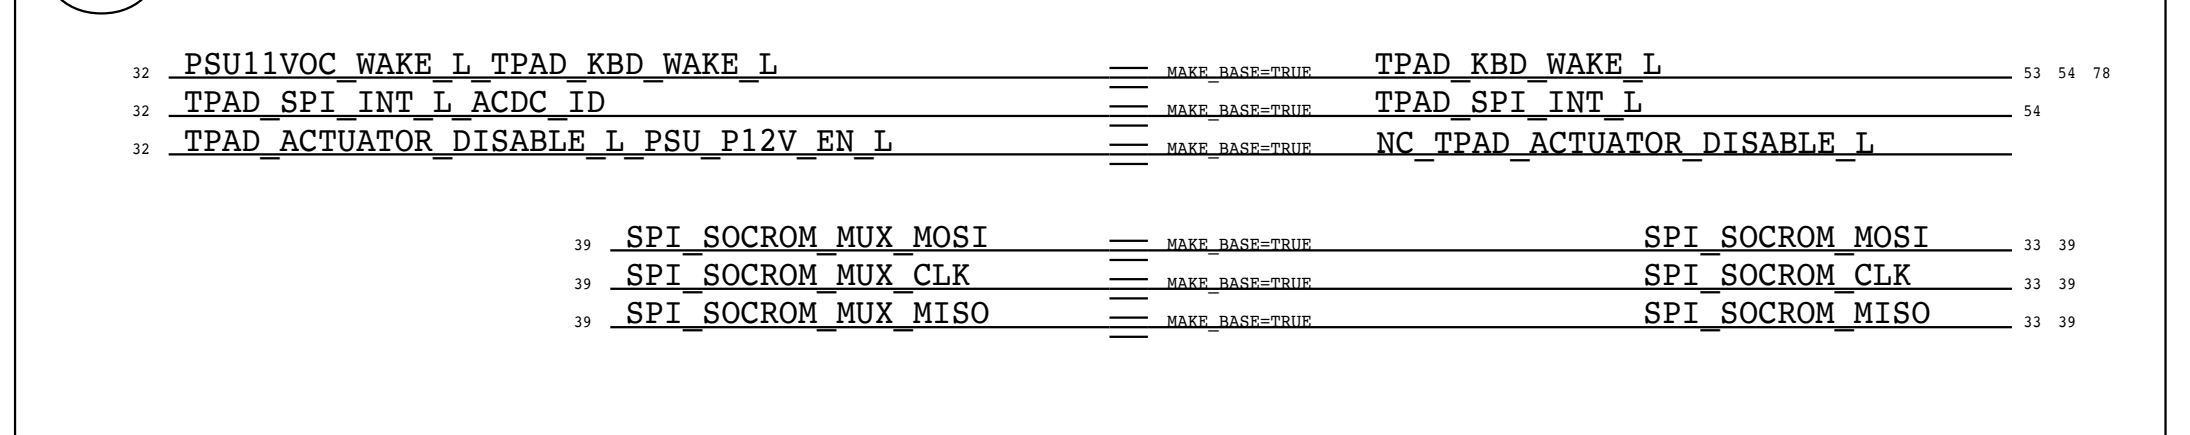 32 PSU11VOC_WAKE_L_TPAD_KBD_WAKE_L MAKE_BASE=TRUE TPAD_KBD_WAKE_L 53 54 78
32 TPAD_SPI_INT_L_ACDC_ID MAKE_BASE=TRUE TPAD_SPI_INT_L 54
32 TPAD_ACTUATOR_DISABLE_L_PSU_P12V_EN_L MAKE_BASE=TRUE NC_TPAD_ACTUATOR_DISABLE_L
39 SPI_SOCROM_MUX_MOSI MAKE_BASE=TRUE SPI_SOCROM_MOSI 33 39
39 SPI_SOCROM_MUX_CLK MAKE_BASE=TRUE SPI_SOCROM_CLK 33 39
39 SPI_SOCROM_MUX_MISO MAKE_BASE=TRUE SPI_SOCROM_MISO 33 39